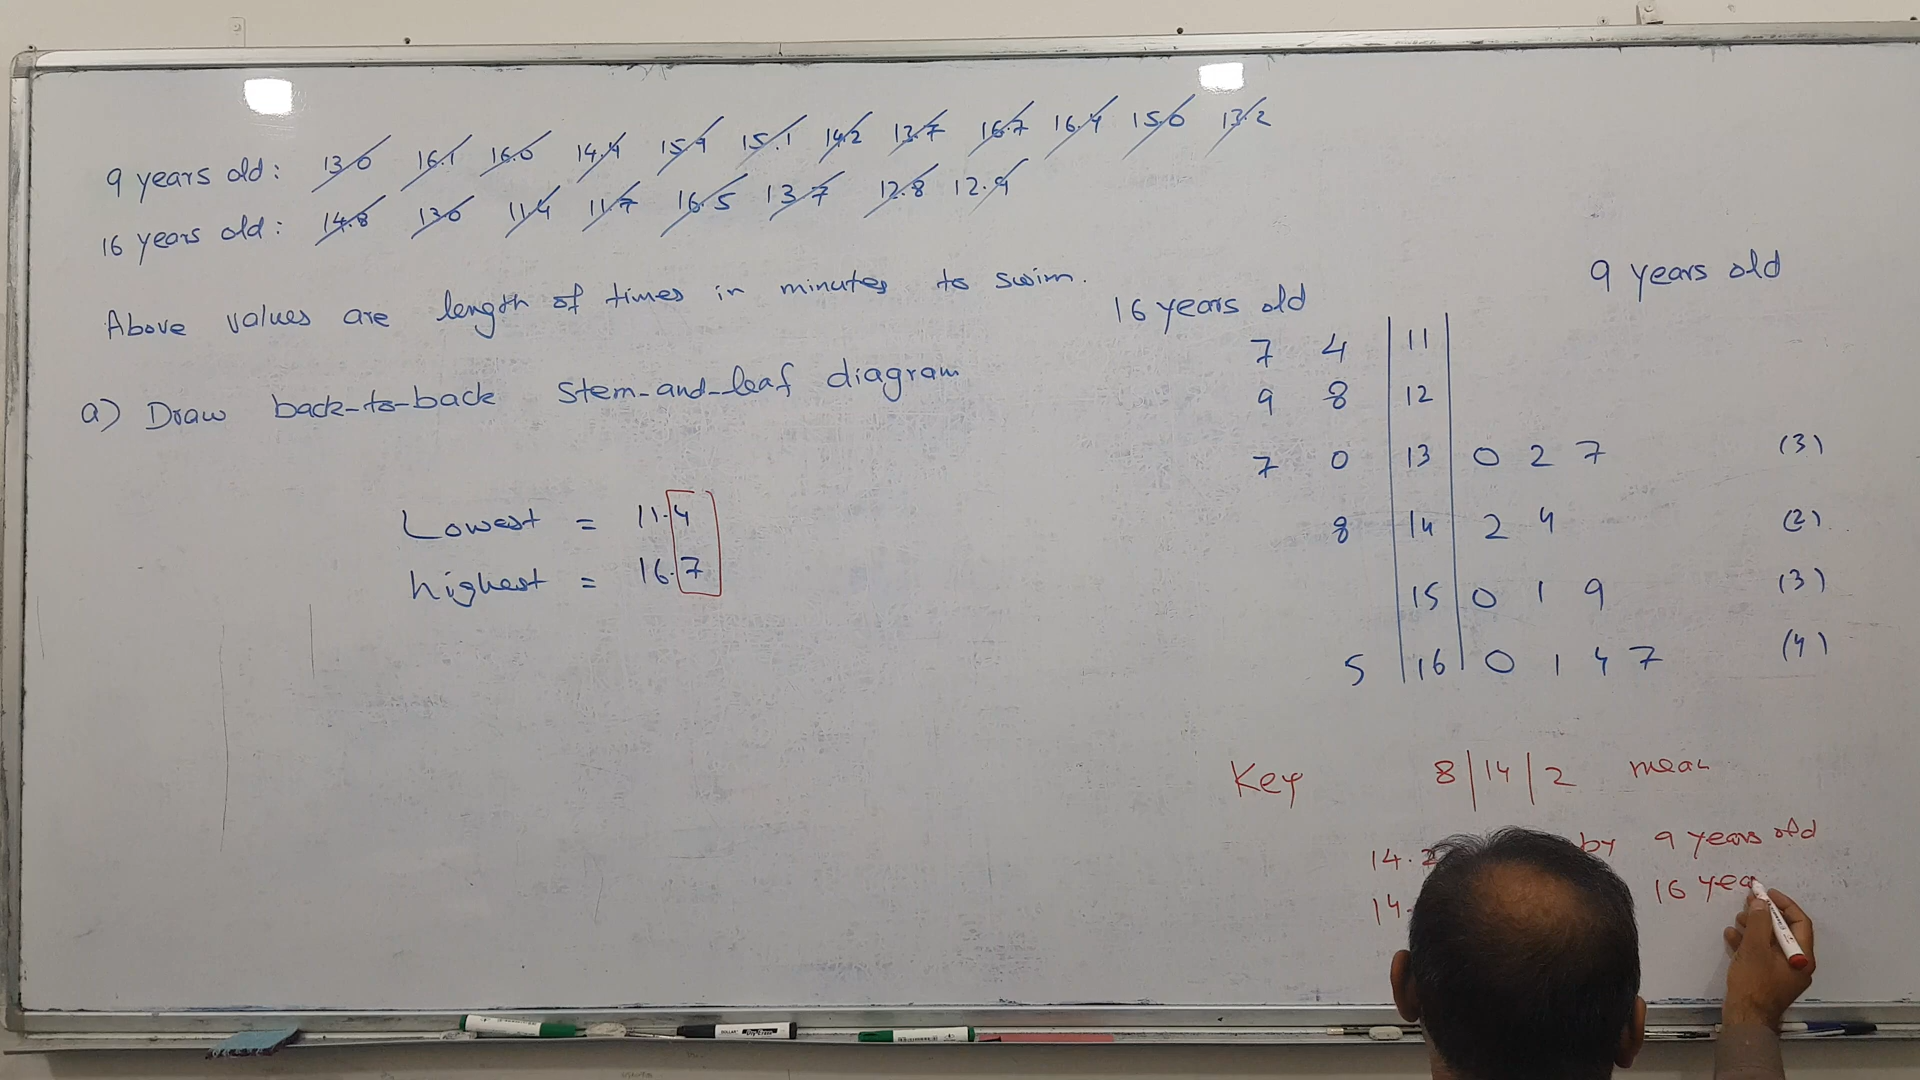 9 years old: 13.0 16.1 16.0 14.4 15.9 15.1 14.2 13.7 16.7 16.4 15.0 13.2
16 years old: 14.8 13.0 11.4 11.7 16.5 13.7 12.8 12.9
Above values are length of times in minutes to swim.
a) Draw back-to-back stem-and-leaf diagram
Lowest = 11.4
highest = 16.7
16 years old 9 years old
7 4 | 11 |
9 8 | 12 |
7 0 | 13 | 0 2 7 (3)
8 | 14 | 2 4 (2)
| 15 | 0 1 9 (3)
5 | 16 | 0 1 4 7 (4)
Key 8 | 14 | 2 mean
14.2 by 9 years old
14. 16 yea